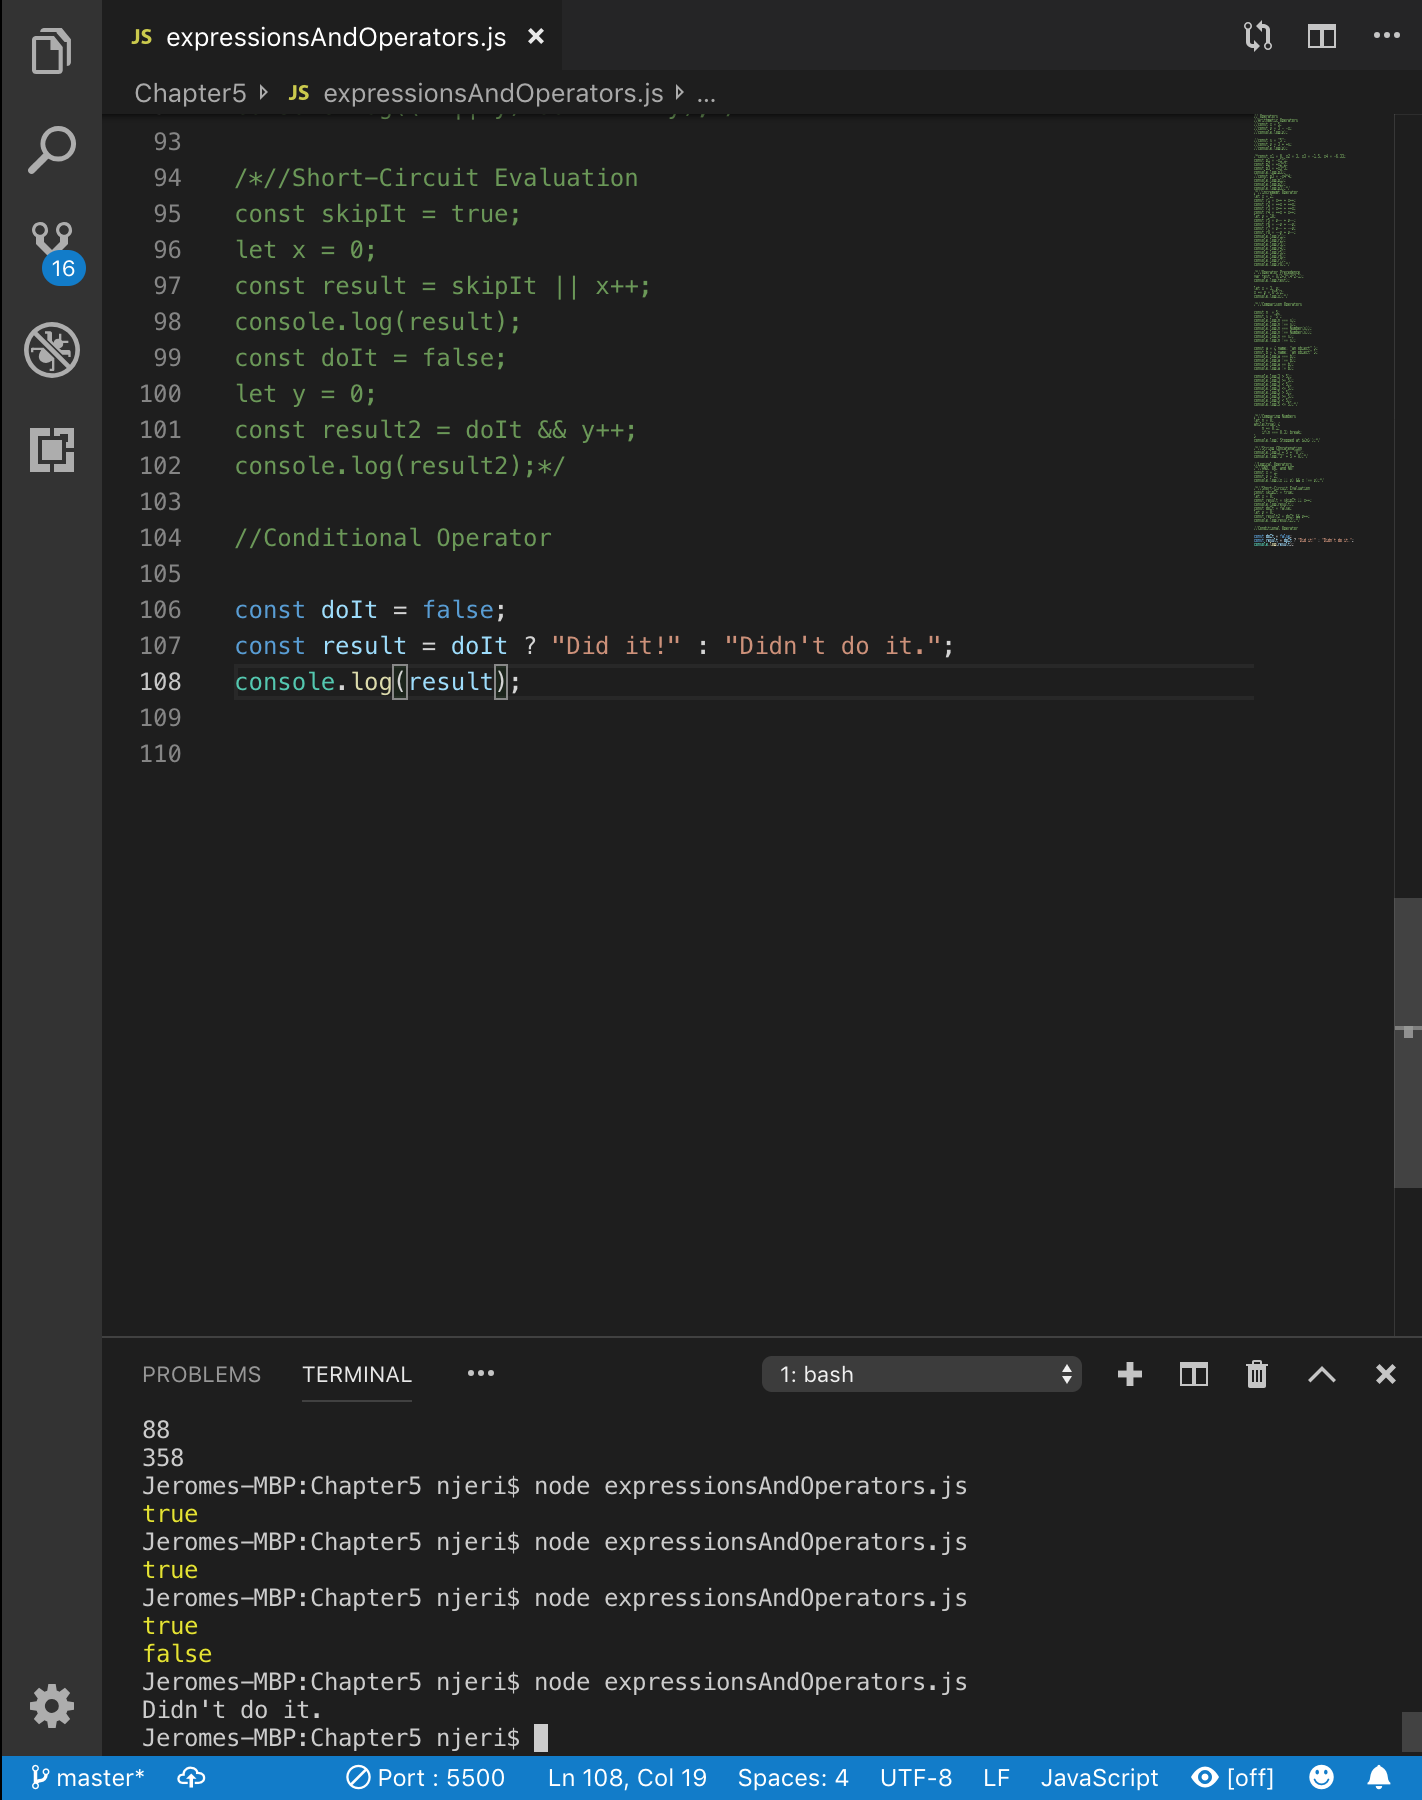 JS expressionsAndOperators.js ×
Chapter5 JS expressionsAndOperators.js ...
93
94 /*//Short-Circuit Evaluation
95 const skipIt = true;
96 let x = 0;
97 const result = skipIt || x++;
98 console.log(result);
99 const doIt = false;
100 let y = 0;
101 const result2 = doIt && y++;
102 console.log(result2);*/
103
104 //Conditional Operator
105
106 const doIt = false;
107 const result = doIt ? "Did it!" : "Didn't do it.";
108 console.log(result);
109
110
16
PROBLEMS TERMINAL ... 1: bash
88
358
Jeromes-MBP:Chapter5 njeri$ node expressionsAndOperators.js
true
Jeromes-MBP:Chapter5 njeri$ node expressionsAndOperators.js
true
Jeromes-MBP:Chapter5 njeri$ node expressionsAndOperators.js
true
false
Jeromes-MBP:Chapter5 njeri$ node expressionsAndOperators.js
Didn't do it.
Jeromes-MBP:Chapter5 njeri$
master* Port : 5500 Ln 108, Col 19 Spaces: 4 UTF-8 LF JavaScript [off]